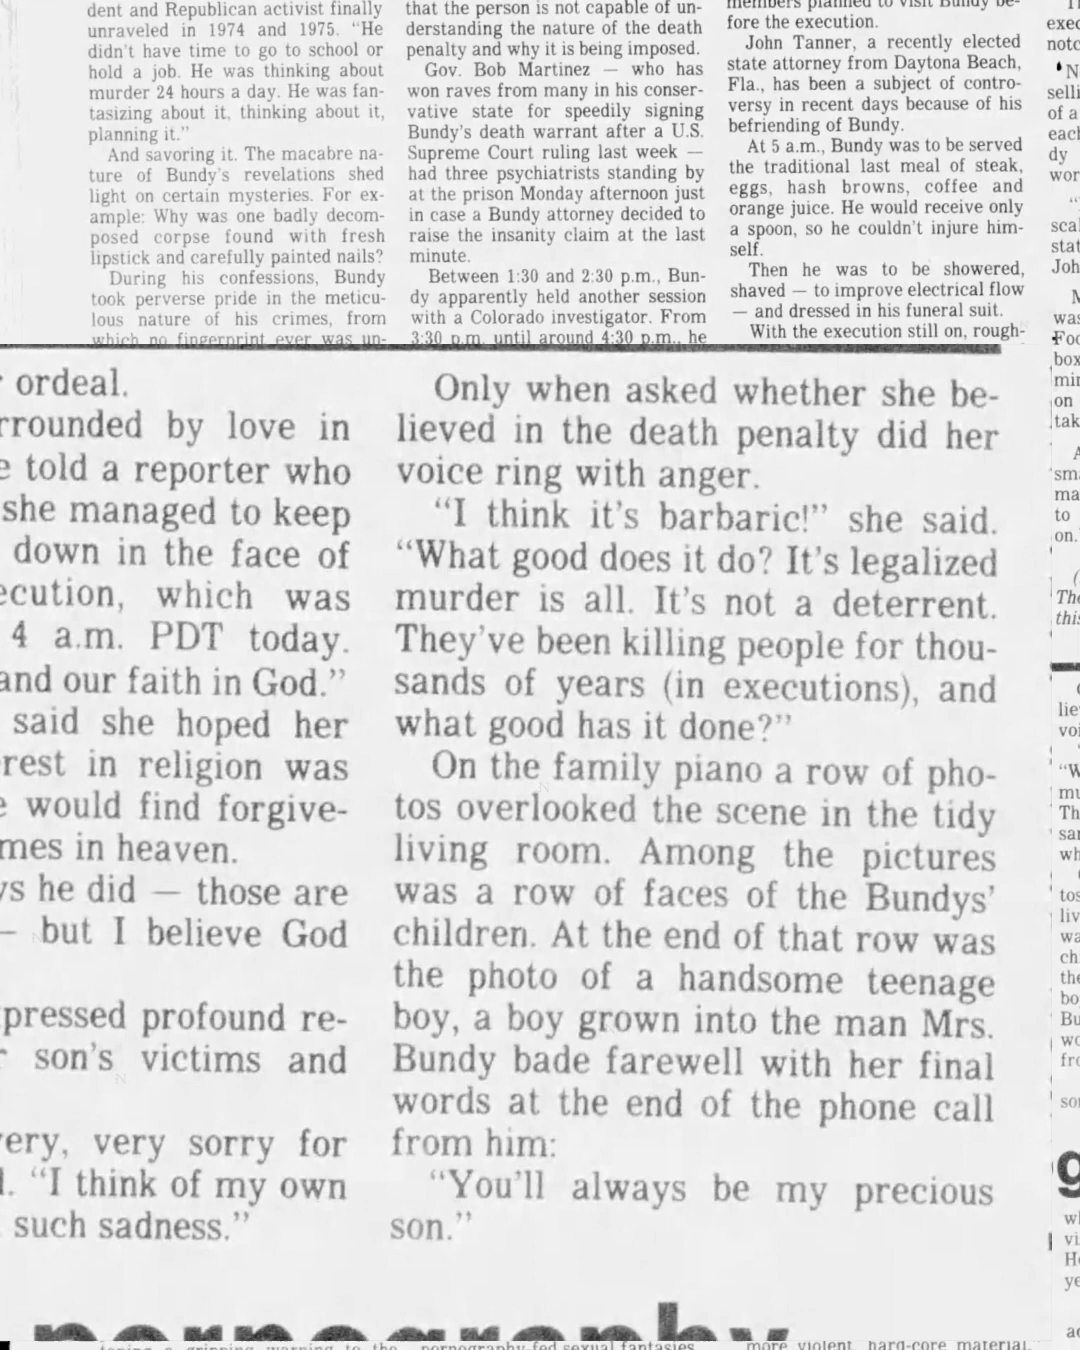 dent and Republican activist finally
unraveled in 1974 and 1975. “He
didn't have time to go to school or
hold a job. He was thinking about
murder 24 hours a day. He was fan-
tasizing about it, thinking about it,
planning it.”
And savoring it. The macabre na-
ture of Bundy's revelations shed
light on certain mysteries. For ex-
ample: Why was one badly decom-
posed corpse found with fresh
lipstick and carefully painted nails?
During his confessions, Bundy
took perverse pride in the meticu-
lous nature of his crimes, from
which no fingerprint ever was un-
that the person is not capable of un-
derstanding the nature of the death
penalty and why it is being imposed.
Gov. Bob Martinez — who has
won raves from many in his conser-
vative state for speedily signing
Bundy's death warrant after a U.S.
Supreme Court ruling last week —
had three psychiatrists standing by
at the prison Monday afternoon just
in case a Bundy attorney decided to
raise the insanity claim at the last
minute.
Between 1:30 and 2:30 p.m., Bun-
dy apparently held another session
with a Colorado investigator. From
3:30 p.m. until around 4:30 p.m., he
members planned to visit Bundy be-
fore the execution.
John Tanner, a recently elected
state attorney from Daytona Beach,
Fla., has been a subject of contro-
versy in recent days because of his
befriending of Bundy.
At 5 a.m., Bundy was to be served
the traditional last meal of steak,
eggs, hash browns, coffee and
orange juice. He would receive only
a spoon, so he couldn't injure him-
self.
Then he was to be showered,
shaved — to improve electrical flow
— and dressed in his funeral suit.
With the execution still on, rough-
ordeal.
rrounded by love in
e told a reporter who
she managed to keep
down in the face of
ecution, which was
4 a.m. PDT today.
and our faith in God.”
said she hoped her
rest in religion was
e would find forgive-
mes in heaven.
ys he did — those are
— but I believe God
pressed profound re-
r son's victims and
very, very sorry for
l. “I think of my own
such sadness.”
Only when asked whether she be-
lieved in the death penalty did her
voice ring with anger.
“I think it's barbaric!” she said.
“What good does it do? It's legalized
murder is all. It's not a deterrent.
They've been killing people for thou-
sands of years (in executions), and
what good has it done?”
On the family piano a row of pho-
tos overlooked the scene in the tidy
living room. Among the pictures
was a row of faces of the Bundys'
children. At the end of that row was
the photo of a handsome teenage
boy, a boy grown into the man Mrs.
Bundy bade farewell with her final
words at the end of the phone call
from him:
“You'll always be my precious
son.”
pornography
pornography-fed sexual fantasies
more violent, hard-core material.